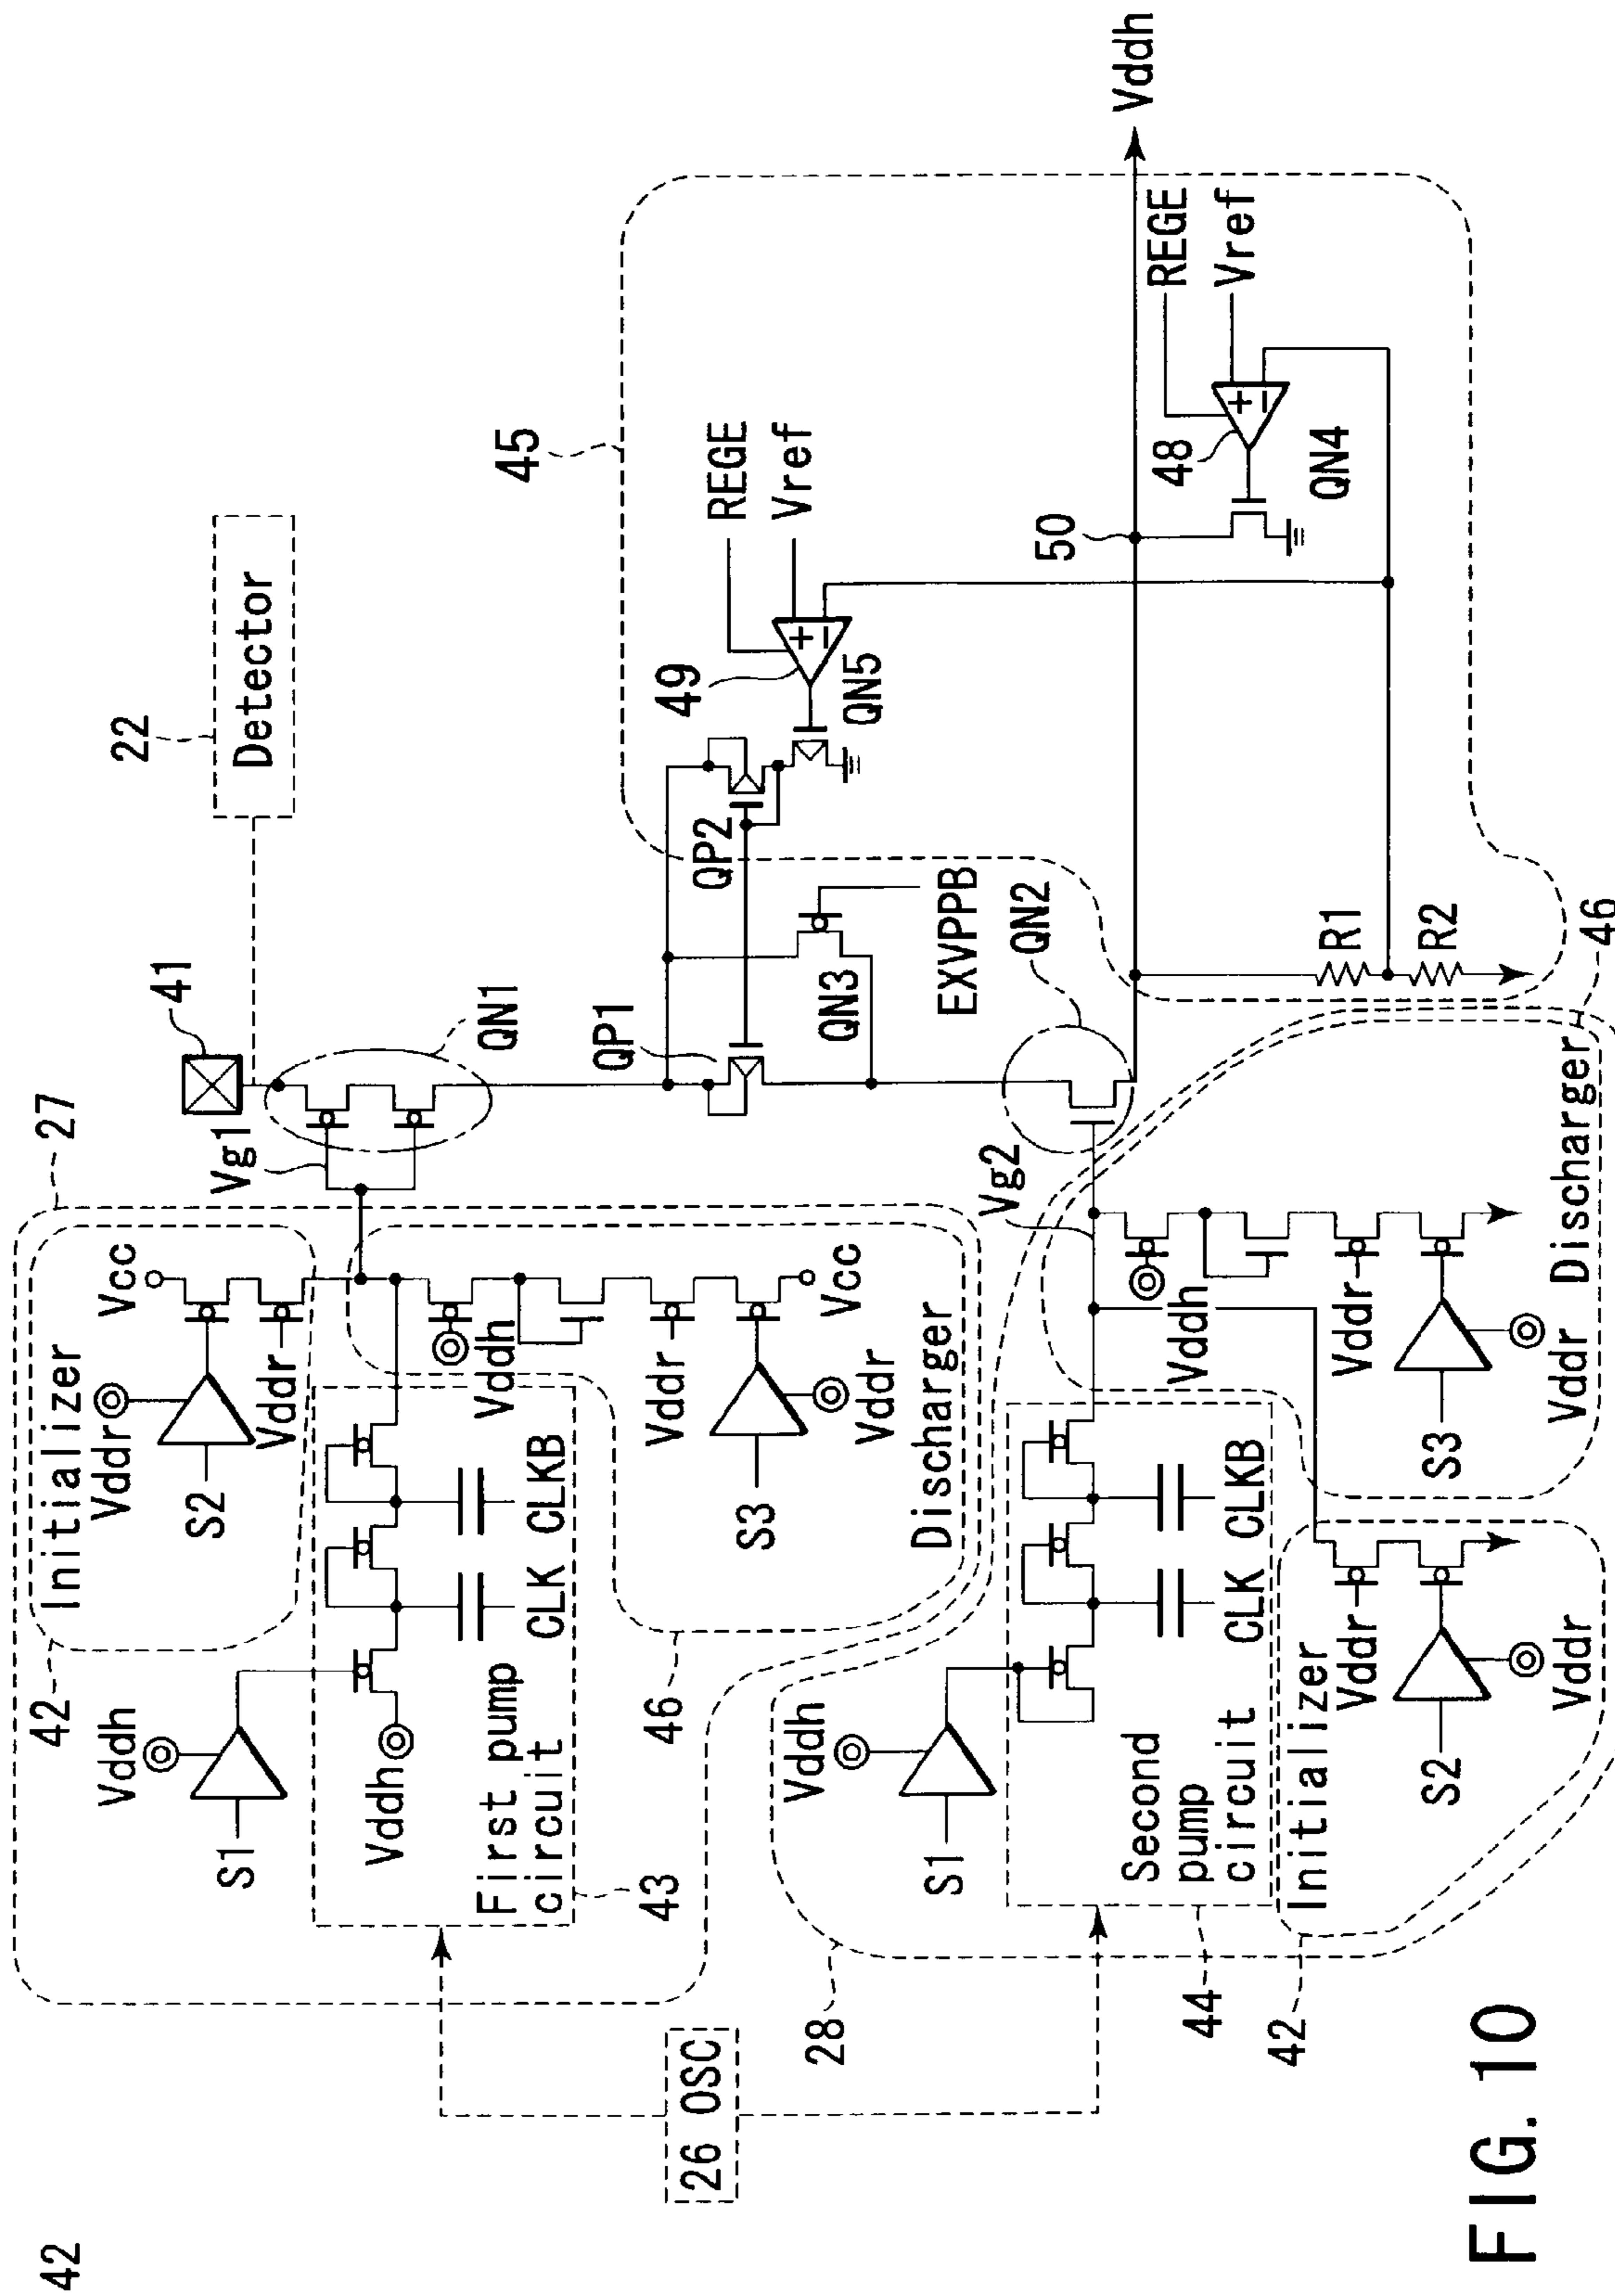 42
27
42
Initializer
Vcc
Vddr
S2
Vddr
Vddh
S1
Vddh
First pump
circuit
43
CLK
CLKB
Vddh
Vddr
Vcc
S3
Vddr
Discharger
46
26 OSC
22
Detector
41
Vg1
QN1
QP1
QP2
QN3
EXVPPB
QN2
Vg2
45
REGE
Vref
49
QN5
50
REGE
Vref
48
QN4
Vddh
R1
R2
28
Vddh
S1
Second
pump
circuit
44
CLK
CLKB
Initializer
42
Vddr
S2
Vddr
Vddh
Vddr
S3
Vddr
Discharger
46
FIG. 10